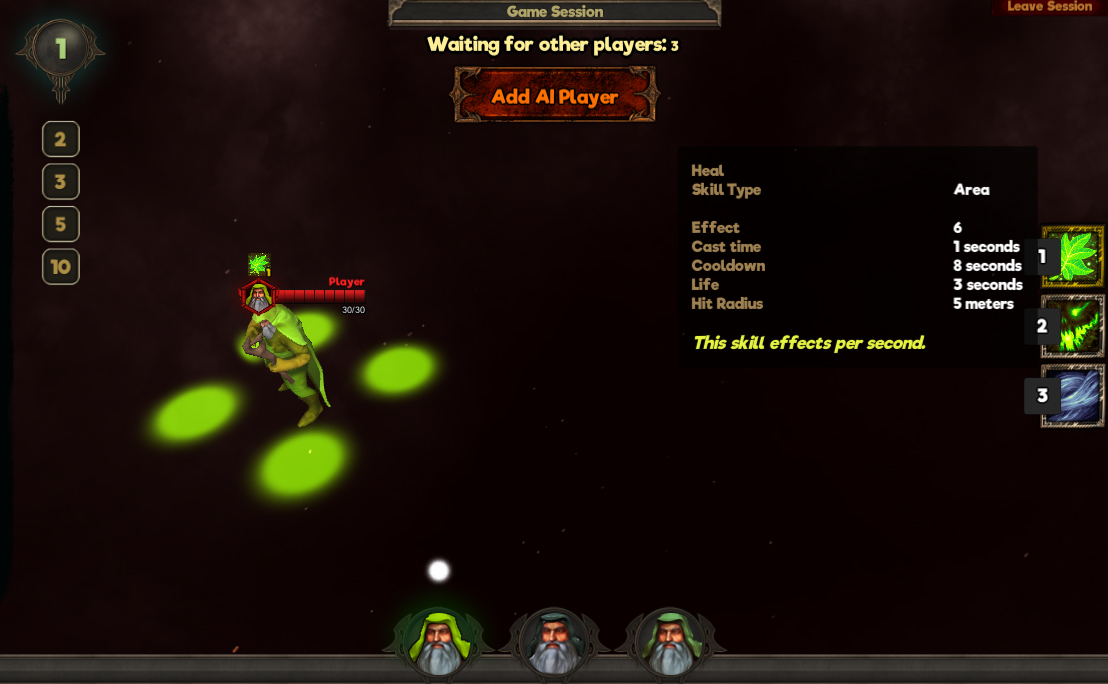 Game Session
Leave Session
Waiting for other players: 3
Add AI Player
1
2
3
5
10
1
Player
30/30
Heal
Skill Type Area
Effect 6
Cast time 1 seconds
Cooldown 8 seconds
Life 3 seconds
Hit Radius 5 meters
This skill effects per second.
1
2
3